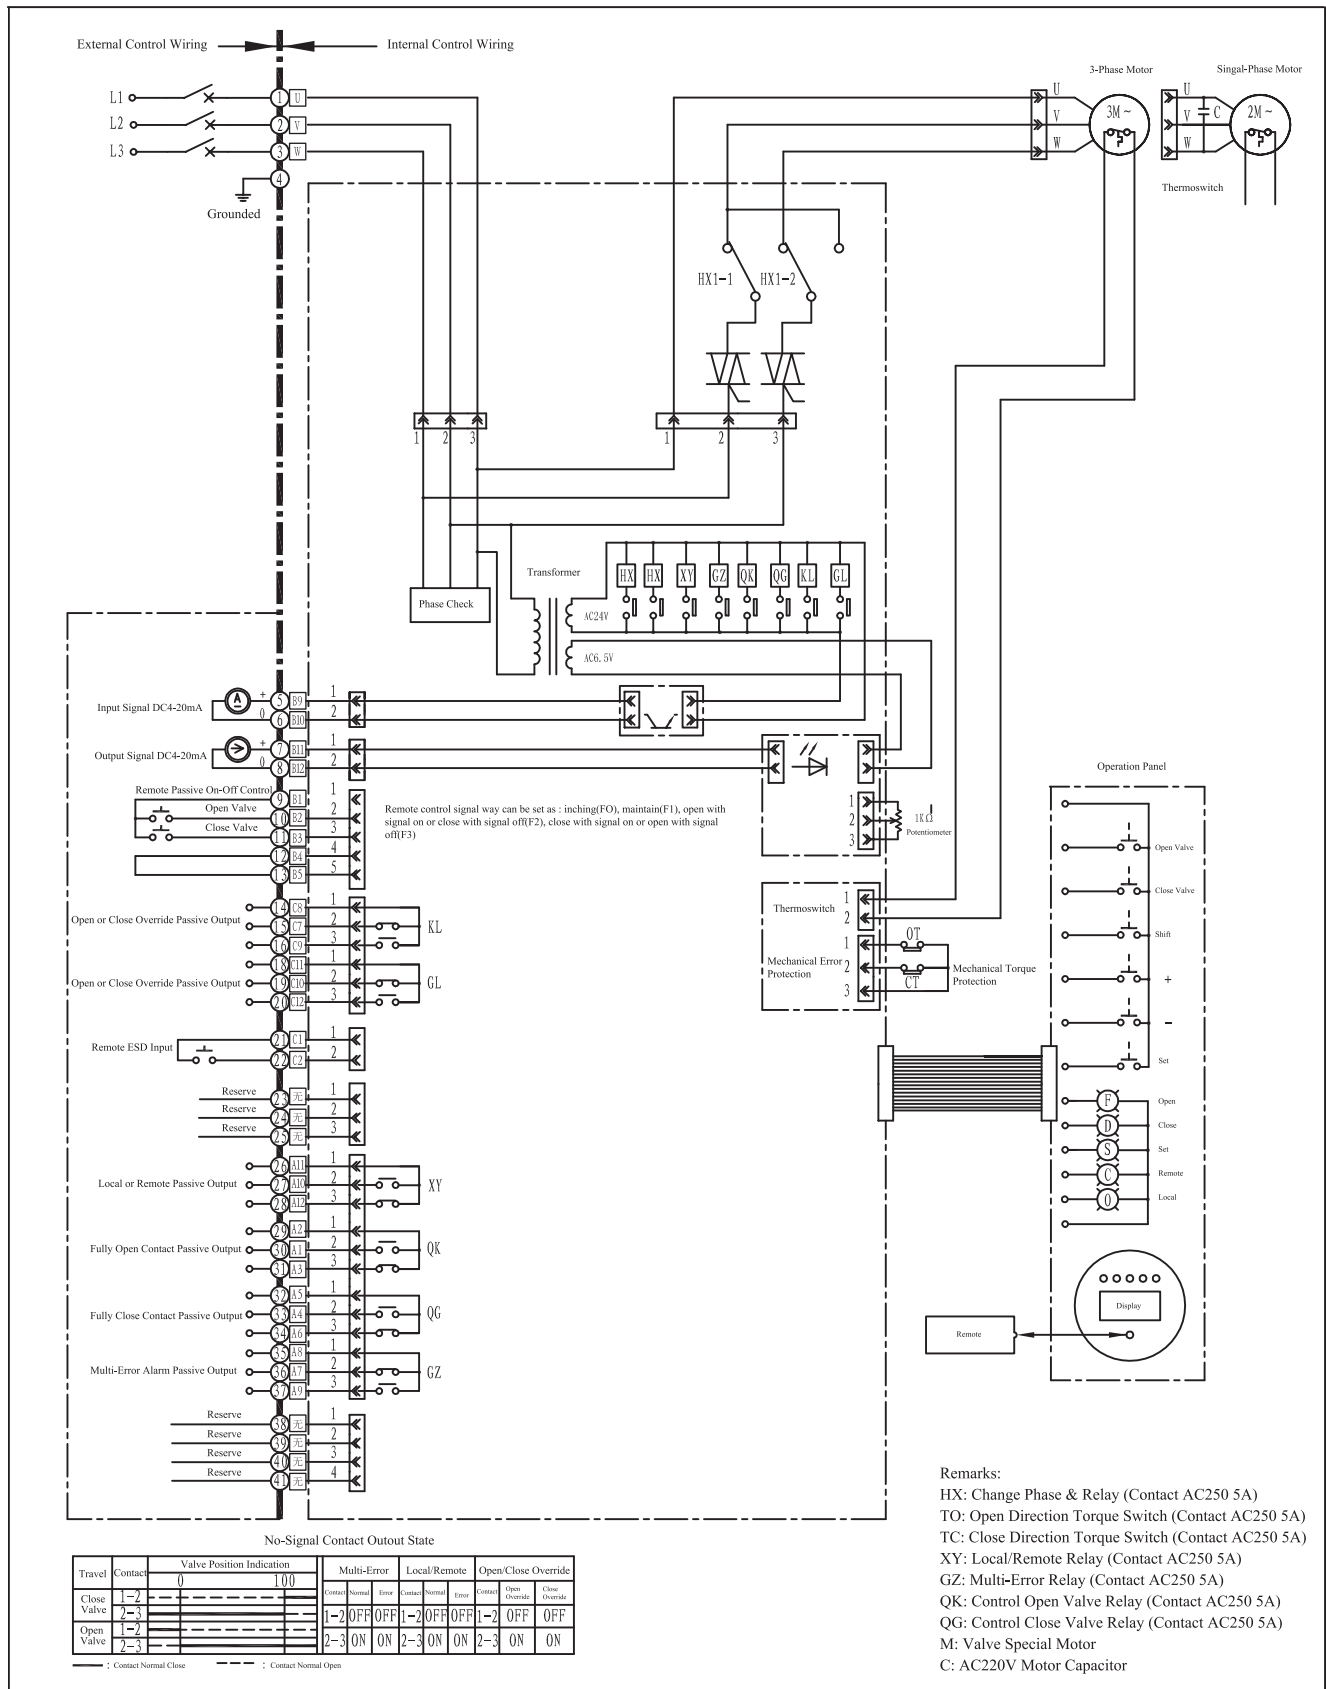 External Control Wiring
Internal Control Wiring
3-Phase Motor
Singal-Phase Motor
L1
1
U
L2
2
V
L3
3
W
4
Grounded
U
V
W
3M ~
U
V
W
C
2M ~
Thermoswitch
HX1-1
HX1-2
1
2
3
1
2
3
Phase Check
Transformer
AC24V
AC6.5V
HX
HX
XY
GZ
QK
QG
KL
GL
Input Signal DC4-20mA
A
+
0
5
B9
1
6
B10
2
Output Signal DC4-20mA
+
0
7
B11
1
8
B12
2
Remote Passive On-Off Control
9
B1
1
Open Valve
10
B2
2
Close Valve
11
B3
3
12
B4
4
13
B5
5
Remote control signal way can be set as : inching(FO), maintain(F1), open with
signal on or close with signal off(F2), close with signal on or open with signal
off(F3)
1
2
3
1KΩ
Potentiometer
Thermoswitch
1
2
Mechanical Error
Protection
1
2
3
OT
CT
Mechanical Torque
Protection
Open or Close Override Passive Output
14
C8
1
15
C7
2
16
C9
3
KL
Open or Close Override Passive Output
18
C11
1
19
C10
2
20
C12
3
GL
Remote ESD Input
21
C1
1
22
C2
2
Reserve
23
无
1
Reserve
24
无
2
Reserve
25
无
3
Local or Remote Passive Output
26
A11
1
27
A10
2
28
A12
3
XY
Fully Open Contact Passive Output
29
A2
1
30
A1
2
31
A3
3
QK
Fully Close Contact Passive Output
32
A5
1
33
A4
2
34
A6
3
QG
Multi-Error Alarm Passive Output
35
A8
1
36
A7
2
37
A9
3
GZ
Reserve
38
无
1
Reserve
39
无
2
Reserve
40
无
3
Reserve
41
无
4
Operation Panel
Open Valve
Close Valve
Shift
+
-
Set
F
Open
D
Close
S
Set
C
Remote
O
Local
Display
Remote
Remarks:
HX: Change Phase & Relay (Contact AC250 5A)
TO: Open Direction Torque Switch (Contact AC250 5A)
TC: Close Direction Torque Switch (Contact AC250 5A)
XY: Local/Remote Relay (Contact AC250 5A)
GZ: Multi-Error Relay (Contact AC250 5A)
QK: Control Open Valve Relay (Contact AC250 5A)
QG: Control Close Valve Relay (Contact AC250 5A)
M: Valve Special Motor
C: AC220V Motor Capacitor
No-Signal Contact Outout State
Travel Contact Valve Position Indication Multi-Error Local/Remote Open/Close Override
0 100
Contact Normal Error Contact Normal Error Contact Open Override Close Override
Close Valve 1-2 1-2 OFF OFF 1-2 OFF OFF 1-2 OFF OFF
2-3
Open Valve 1-2 2-3 ON ON 2-3 ON ON 2-3 ON ON
2-3
: Contact Normal Close : Contact Normal Open